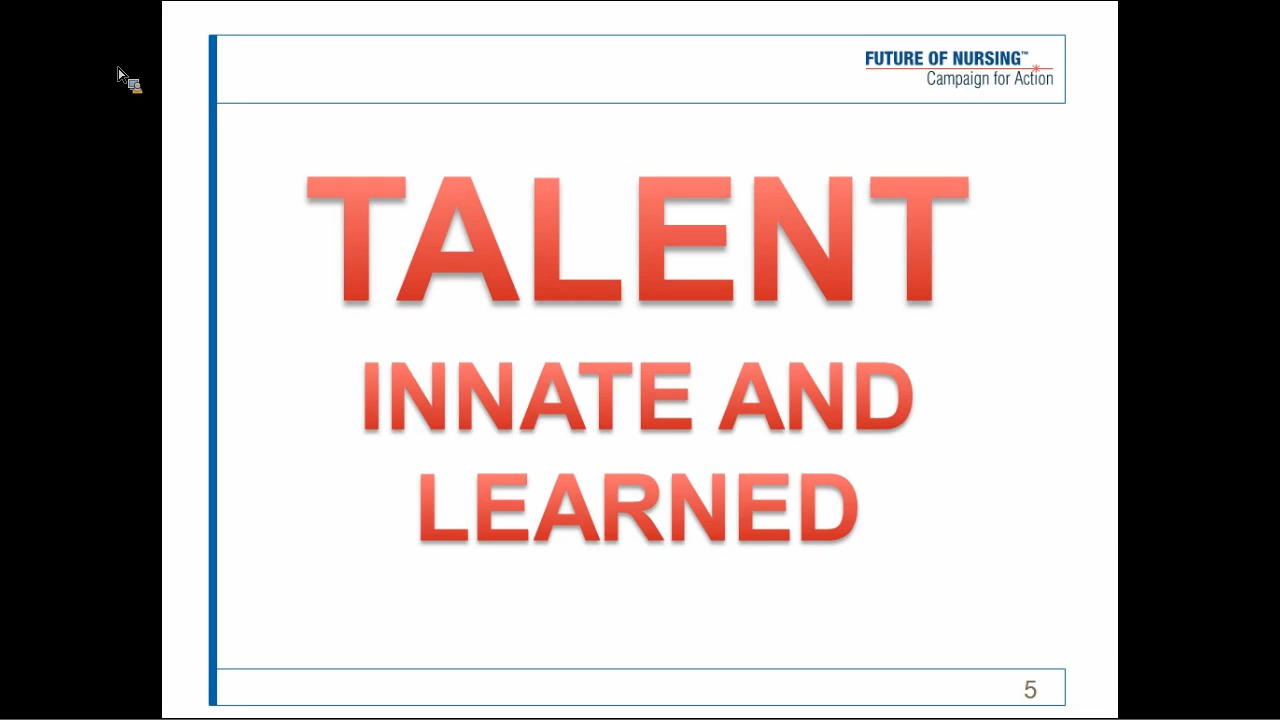 FUTURE OF NURSING™
Campaign for Action
TALENT
INNATE AND
LEARNED
5